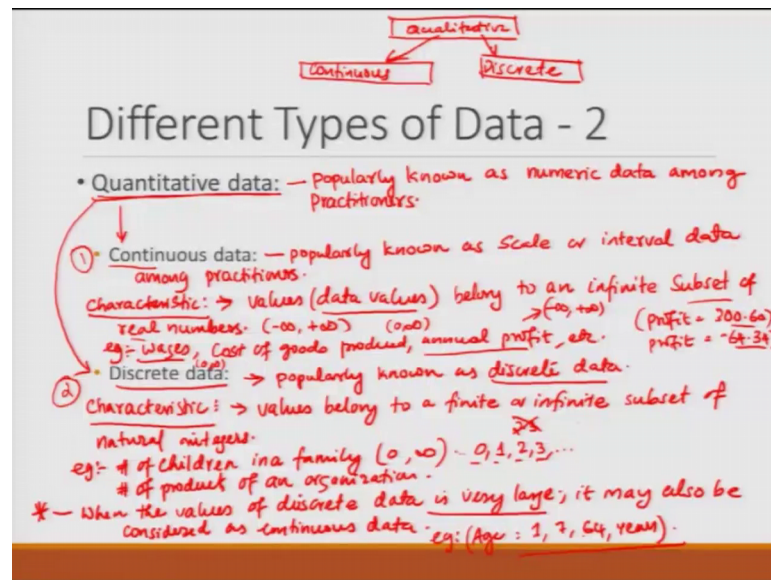 Qualitative
Continuous Discrete
Different Types of Data - 2
• Quantitative data: — popularly known as numeric data among
practitioners.
① • Continuous data: — popularly known as Scale or interval data
among practitioners.
Characteristic: → values (data values) belong to an infinite Subset of
real numbers. (-∞, +∞) (0,∞) → (-∞, +∞) (Profit = 200.60)
eg:- wages, Cost of goods produced, annual profit, etc. profit = -64.34
(0,∞)
② • Discrete data: → popularly known as discrete data.
Characteristic: → values belong to a finite or infinite subset of
natural integers.
eg:- # of children in a family (0, ∞) - 0, 1, 2, 3, ...
# of product of an organization.
* — When the values of discrete data is very large, it may also be
considered as continuous data. eg: (Age : 1, 7, 64, years).